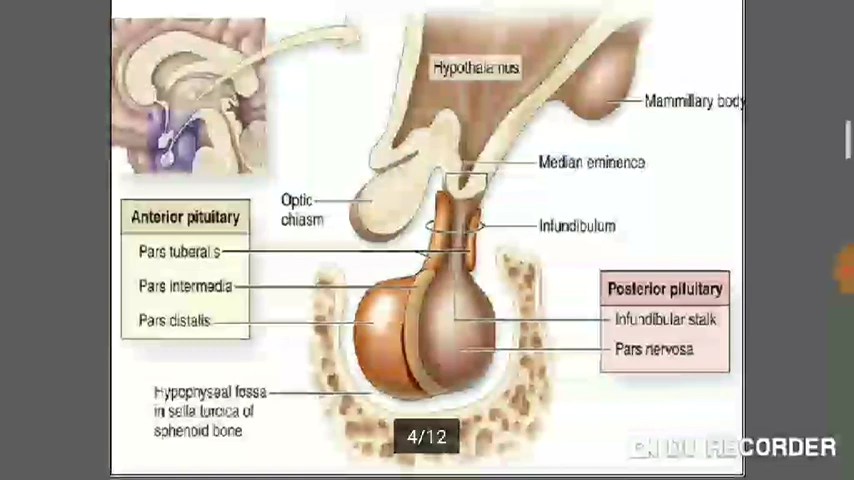 Hypothalamus
Mammillary body
Median eminence
Optic
chiasm
Infundibulum
Anterior pituitary
Pars tuberalis
Pars intermedia
Pars distalis
Posterior pituitary
Infundibular stalk
Pars nervosa
Hypophyseal fossa
in sella turcica of
sphenoid bone
4/12
DU RECORDER